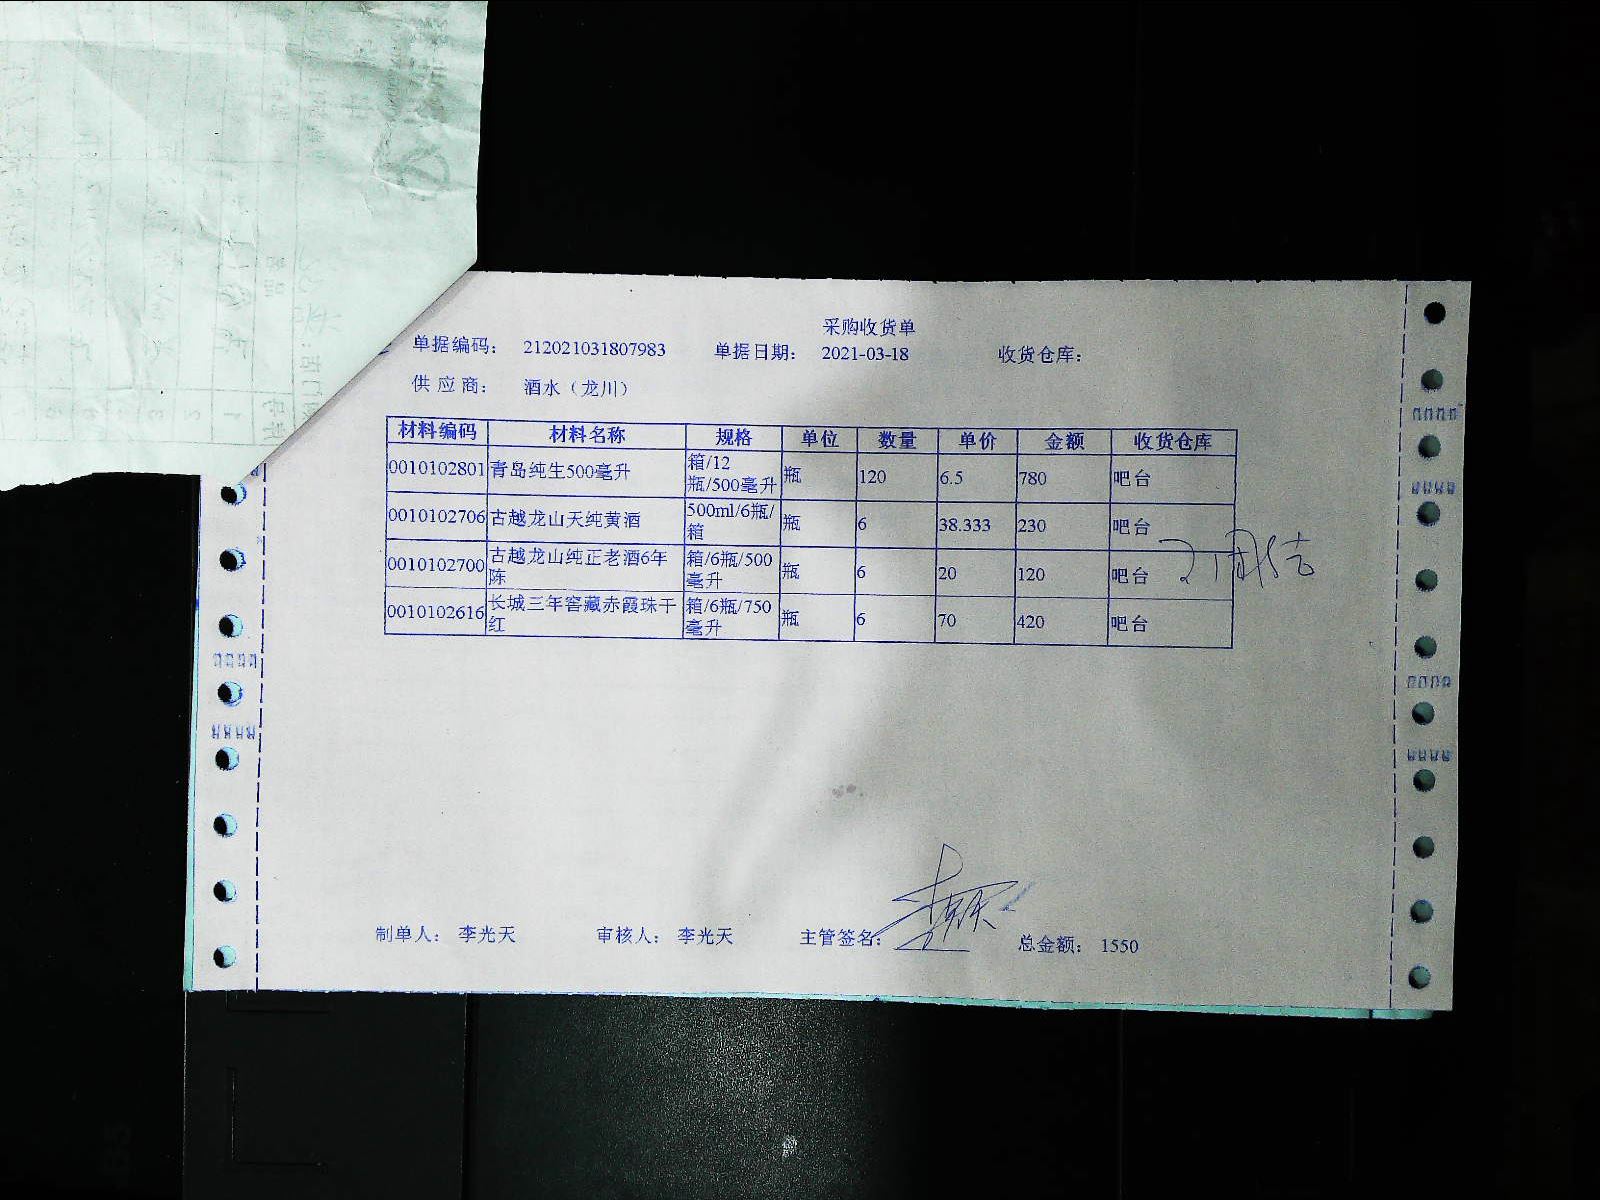 采购收货单
单据编码： 212021031807983 单据日期： 2021-03-18 收货仓库：
供 应 商： 酒水（龙川）
材料编码 材料名称 规格 单位 数量 单价 金额 收货仓库
0010102801 青岛纯生500毫升 箱/12瓶/500毫升 瓶 120 6.5 780 吧台
0010102706 古越龙山天纯黄酒 500ml/6瓶/箱 瓶 6 38.333 230 吧台
0010102700 古越龙山纯正老酒6年陈 箱/6瓶/500毫升 瓶 6 20 120 吧台
0010102616 长城三年窖藏赤霞珠干红 箱/6瓶/750毫升 瓶 6 70 420 吧台
制单人： 李光天 审核人： 李光天 主管签名： 总金额： 1550